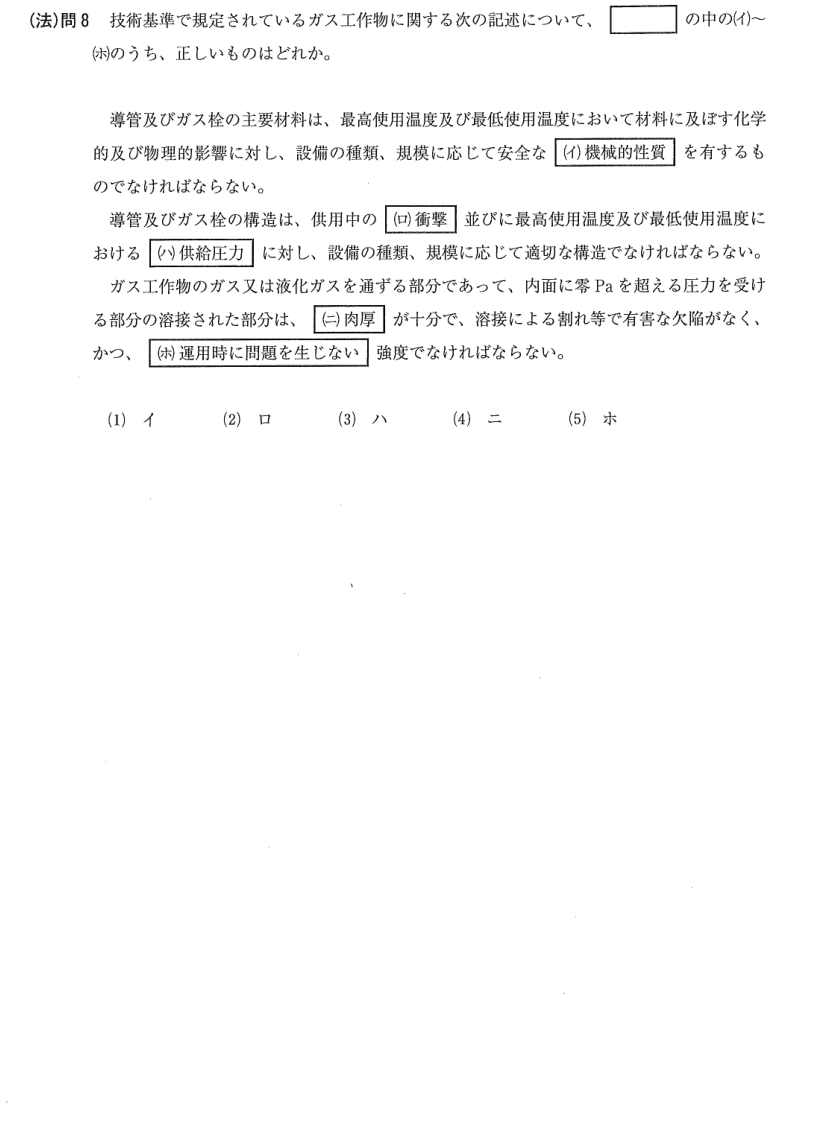 (法)問8 技術基準で規定されているガス工作物に関する次の記述について、 の中の(イ)～
(ホ)のうち、正しいものはどれか。
導管及びガス栓の主要材料は、最高使用温度及び最低使用温度において材料に及ぼす化学
的及び物理的影響に対し、設備の種類、規模に応じて安全な (イ)機械的性質 を有するも
のでなければならない。
導管及びガス栓の構造は、供用中の (ロ)衝撃 並びに最高使用温度及び最低使用温度に
おける (ハ)供給圧力 に対し、設備の種類、規模に応じて適切な構造でなければならない。
ガス工作物のガス又は液化ガスを通ずる部分であって、内面に零Paを超える圧力を受け
る部分の溶接された部分は、 (ニ)肉厚 が十分で、溶接による割れ等で有害な欠陥がなく、
かつ、 (ホ)運用時に問題を生じない 強度でなければならない。
(1) イ (2) ロ (3) ハ (4) ニ (5) ホ